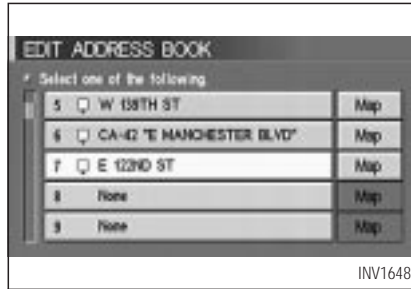 EDIT ADDRESS BOOK
Select one of the following
5 W 138TH ST Map
6 CA-42 "E MANCHESTER BLVD" Map
7 E 122ND ST Map
8 None Map
9 None Map
INV1648